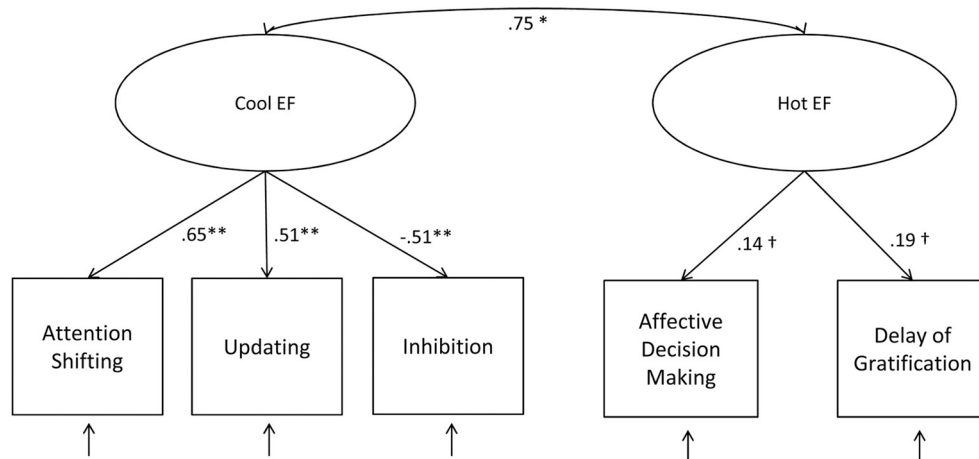 .75 *
Cool EF
Hot EF
.65**
.51**
-.51**
.14 †
.19 †
Attention
Shifting
Updating
Inhibition
Affective
Decision
Making
Delay of
Gratification